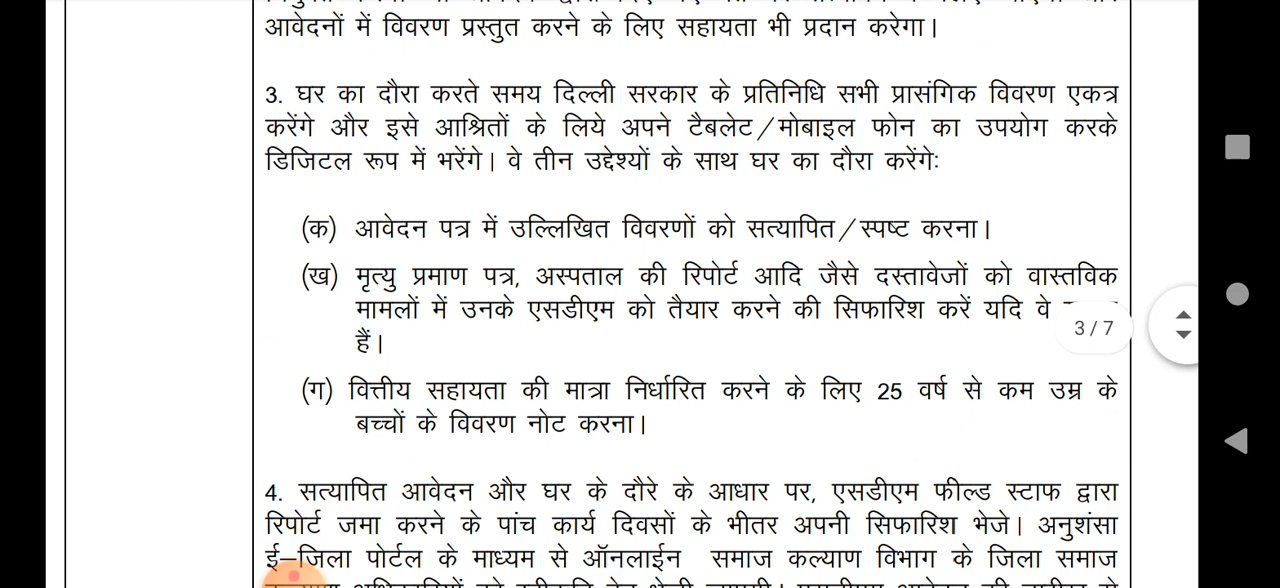 आवेदनों में विवरण प्रस्तुत करने के लिए सहायता भी प्रदान करेगा।
3. घर का दौरा करते समय दिल्ली सरकार के प्रतिनिधि सभी प्रासंगिक विवरण एकत्र
करेंगे और इसे आश्रितों के लिये अपने टैबलेट/मोबाइल फोन का उपयोग करके
डिजिटल रूप में भरेंगे। वे तीन उद्देश्यों के साथ घर का दौरा करेंगेः
(क) आवेदन पत्र में उल्लिखित विवरणों को सत्यापित/स्पष्ट करना।
(ख) मृत्यु प्रमाण पत्र, अस्पताल की रिपोर्ट आदि जैसे दस्तावेजों को वास्तविक
मामलों में उनके एसडीएम को तैयार करने की सिफारिश करें यदि वे
हैं।
3/7
(ग) वित्तीय सहायता की मात्रा निर्धारित करने के लिए 25 वर्ष से कम उम्र के
बच्चों के विवरण नोट करना।
4. सत्यापित आवेदन और घर के दौरे के आधार पर, एसडीएम फील्ड स्टाफ द्वारा
रिपोर्ट जमा करने के पांच कार्य दिवसों के भीतर अपनी सिफारिश भेजे। अनुशंसा
ई–जिला पोर्टल के माध्यम से ऑनलाईन समाज कल्याण विभाग के जिला समाज